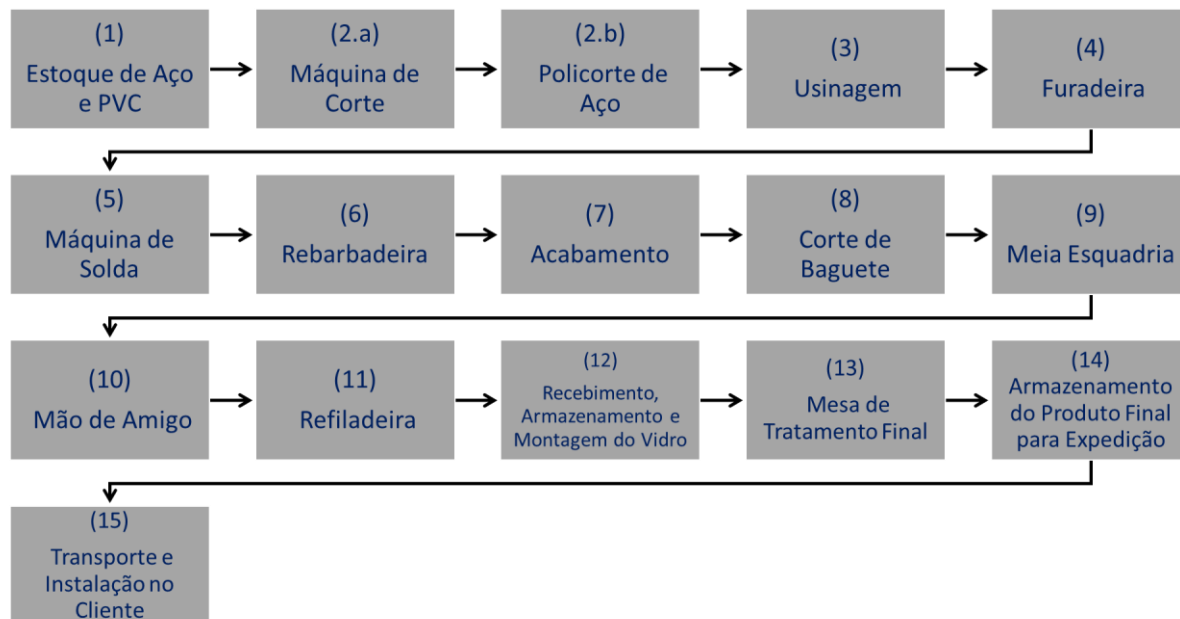 (1)
Estoque de Aço
e PVC
(2.a)
Máquina de
Corte
(2.b)
Policorte de
Aço
(3)
Usinagem
(4)
Furadeira
(5)
Máquina de
Solda
(6)
Rebarbadeira
(7)
Acabamento
(8)
Corte de
Baguete
(9)
Meia Esquadria
(10)
Mão de Amigo
(11)
Refiladeira
(12)
Recebimento,
Armazenamento e
Montagem do Vidro
(13)
Mesa de
Tratamento Final
(14)
Armazenamento
do Produto Final
para Expedição
(15)
Transporte e
Instalação no
Cliente